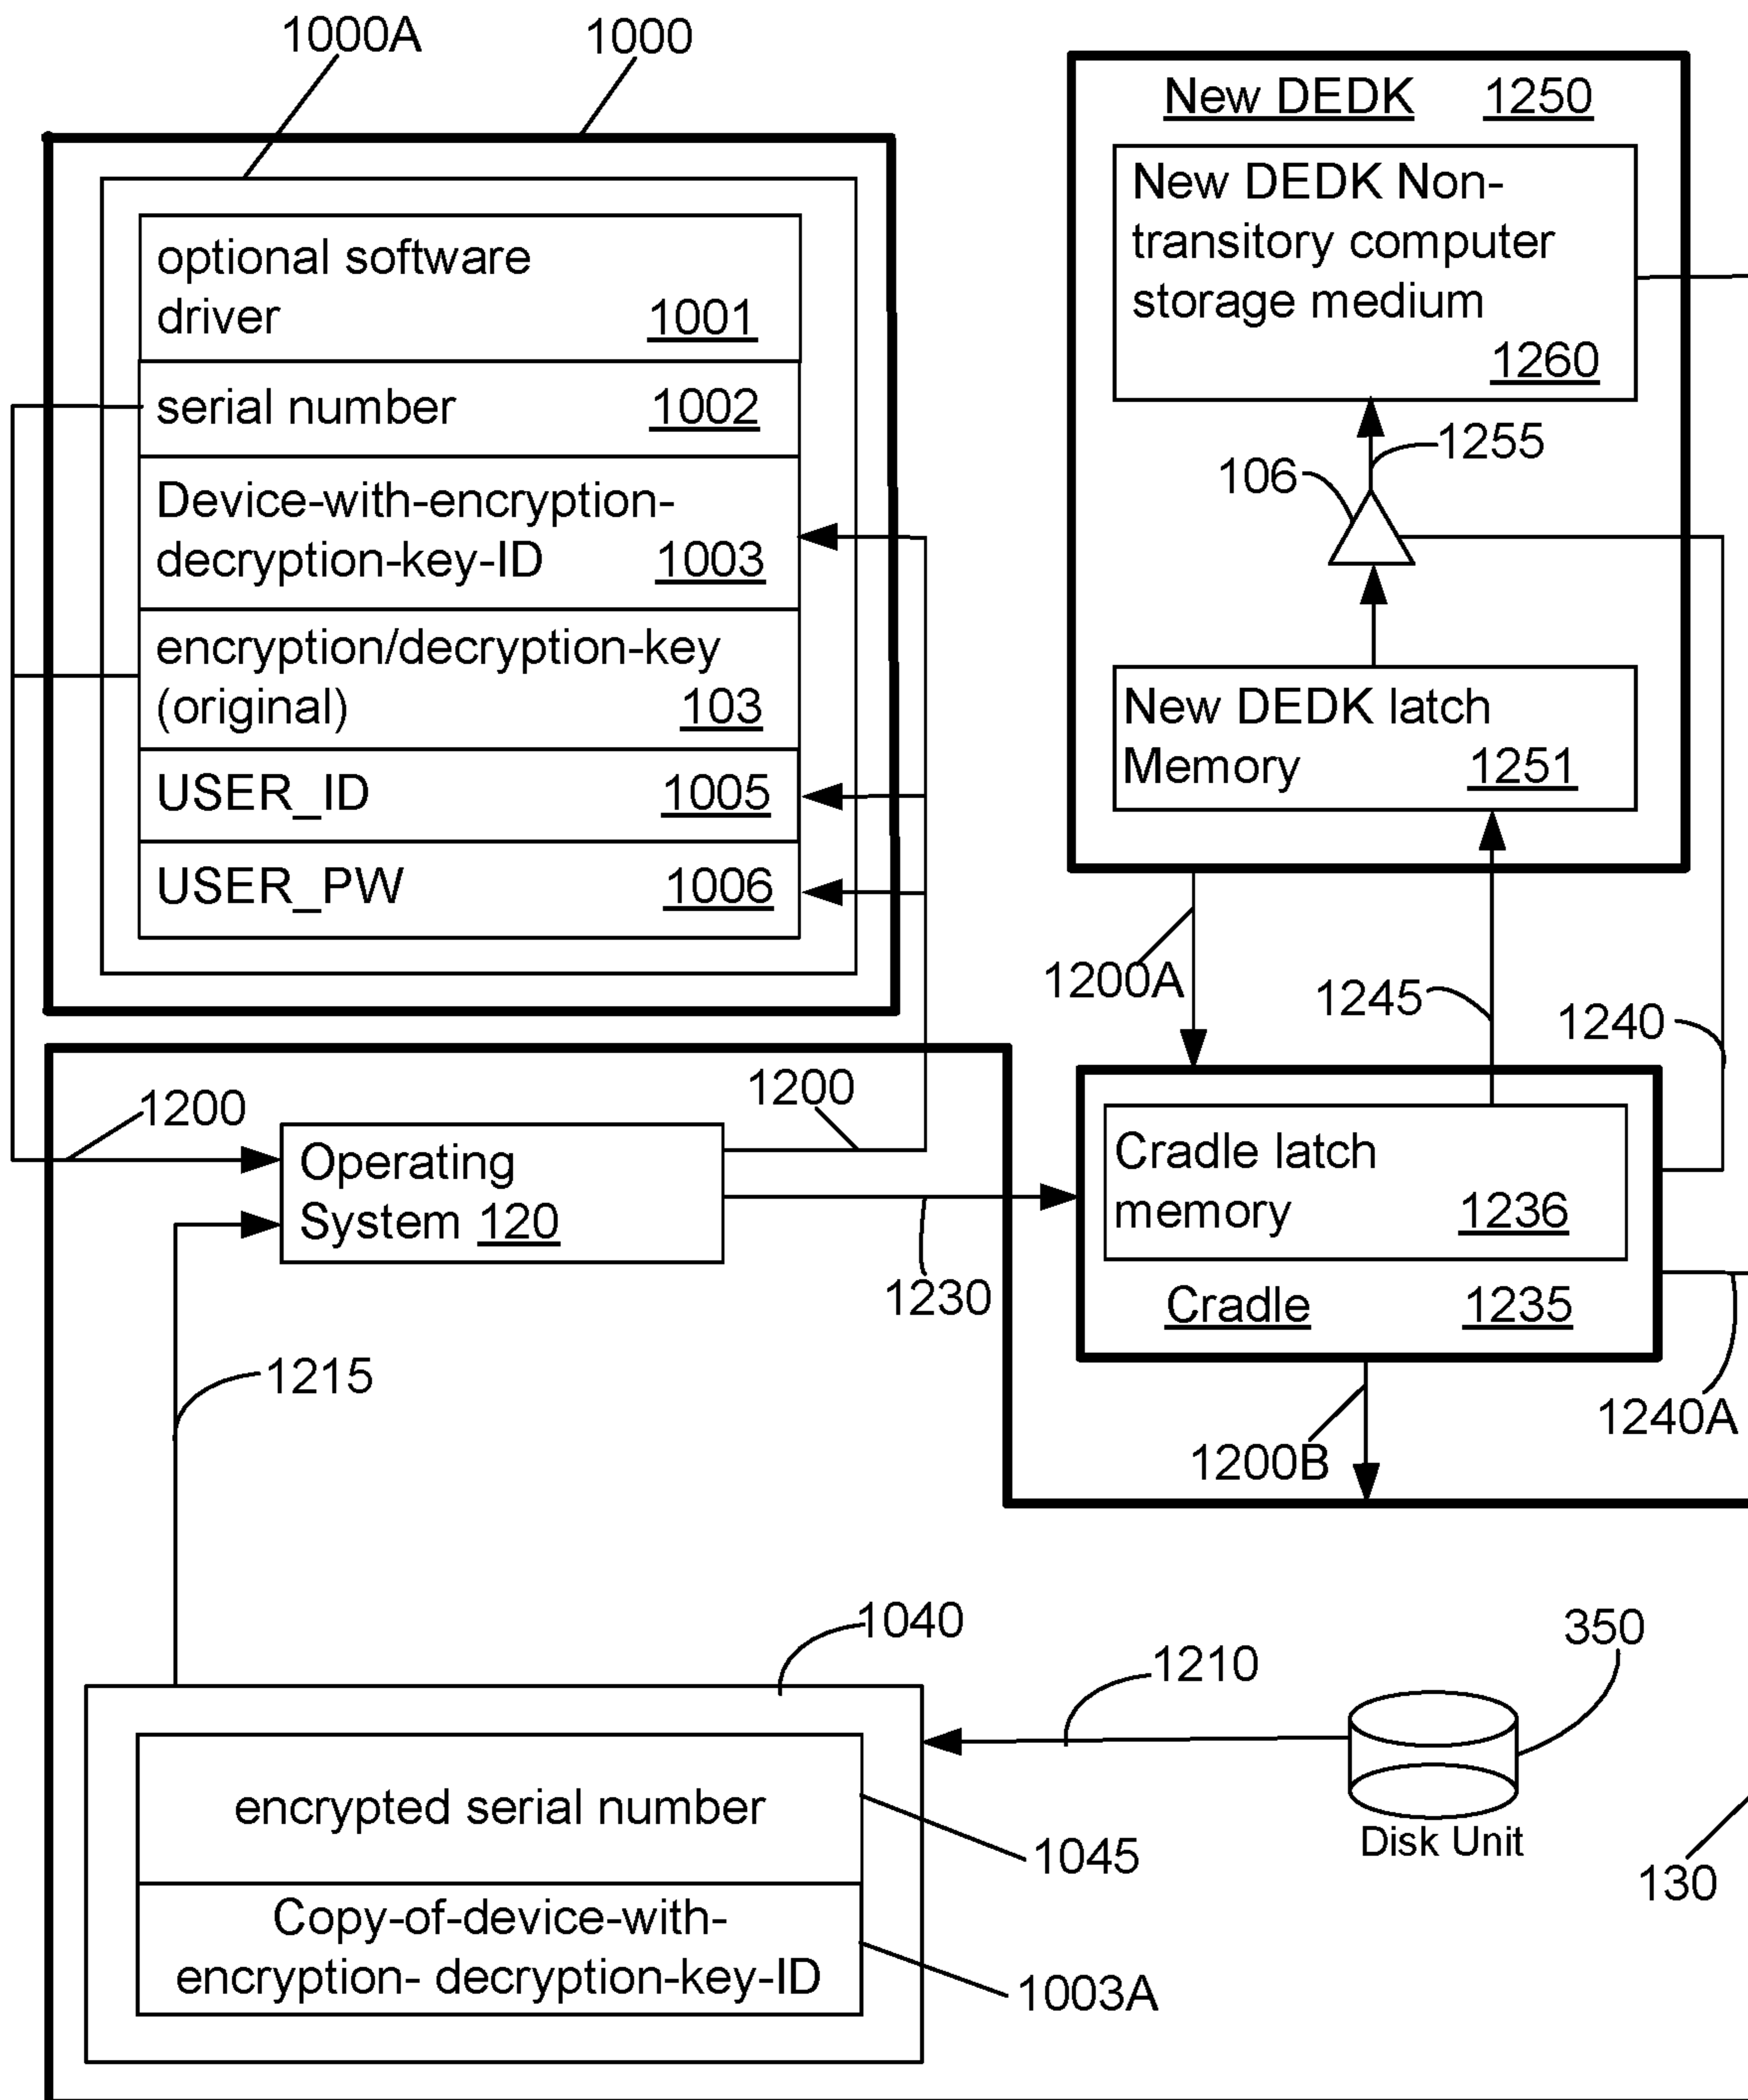 1000A
1000
optional software
driver 1001
serial number 1002
Device-with-encryption-
decryption-key-ID 1003
encryption/decryption-key
(original) 103
USER_ID 1005
USER_PW 1006
New DEDK 1250
New DEDK Non-
transitory computer
storage medium
1260
1255
106
New DEDK latch
Memory 1251
1200A
1245
1240
1200
1200
Operating
System 120
1230
Cradle latch
memory 1236
Cradle 1235
1215
1200B
1240A
1040
1210
350
encrypted serial number
1045
Disk Unit
130
Copy-of-device-with-
encryption- decryption-key-ID
1003A